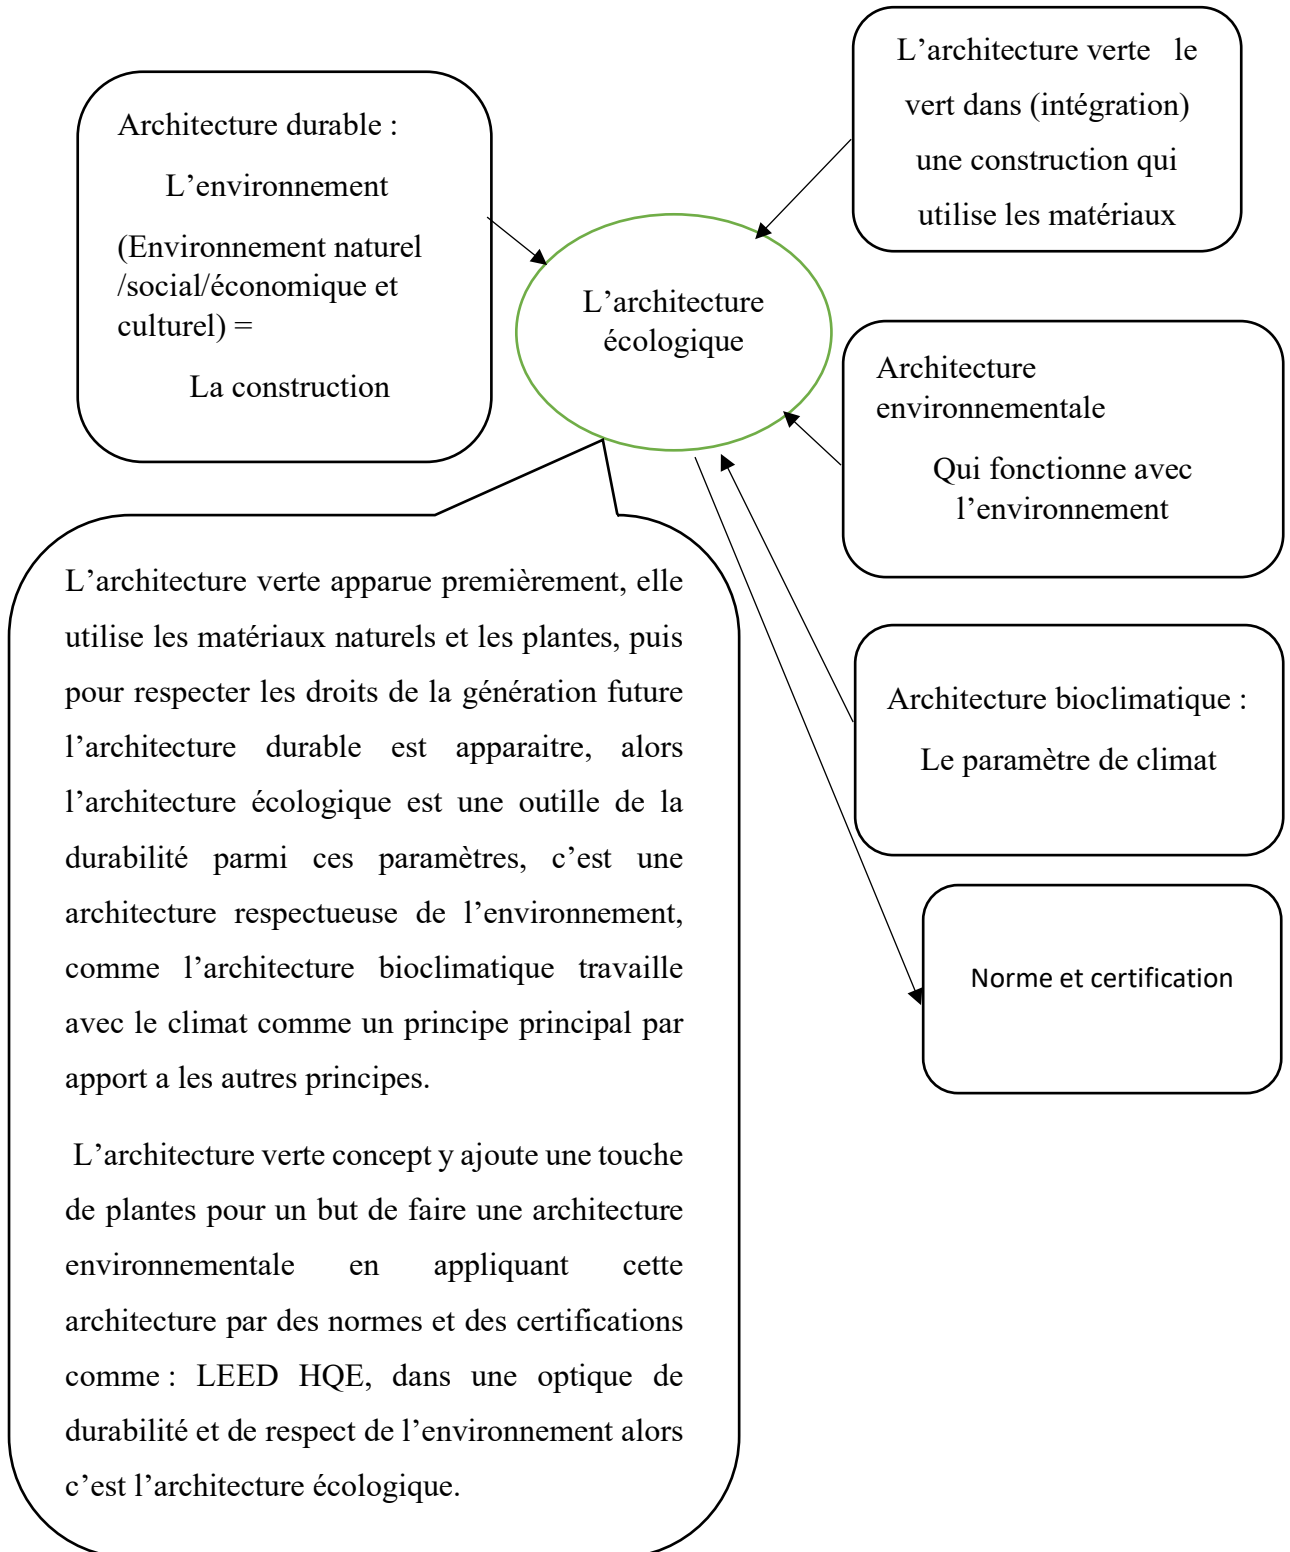 Architecture durable :
L’environnement
(Environnement naturel
/social/économique et
culturel) =
La construction
L’architecture verte le
vert dans (intégration)
une construction qui
utilise les matériaux
L’architecture
écologique
Architecture
environnementale
Qui fonctionne avec
l’environnement
Architecture bioclimatique :
Le paramètre de climat
Norme et certification
L’architecture verte apparue premièrement, elle
utilise les matériaux naturels et les plantes, puis
pour respecter les droits de la génération future
l’architecture durable est apparaitre, alors
l’architecture écologique est une outille de la
durabilité parmi ces paramètres, c’est une
architecture respectueuse de l’environnement,
comme l’architecture bioclimatique travaille
avec le climat comme un principe principal par
apport a les autres principes.
L’architecture verte concept y ajoute une touche
de plantes pour un but de faire une architecture
environnementale en appliquant cette
architecture par des normes et des certifications
comme : LEED HQE, dans une optique de
durabilité et de respect de l’environnement alors
c’est l’architecture écologique.